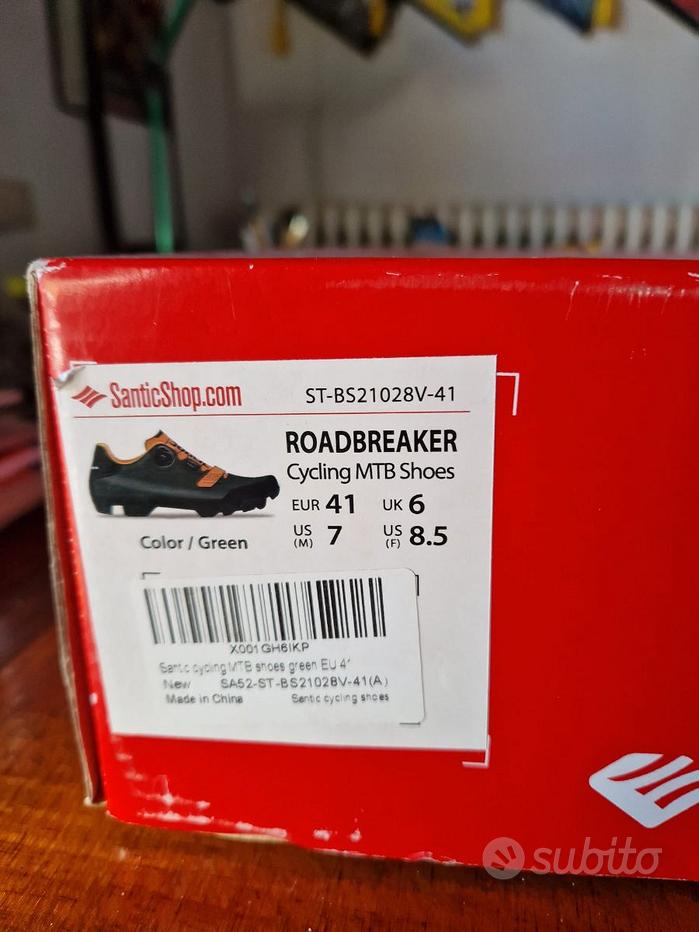 SanticShop.com ST-BS21028V-41
ROADBREAKER
Cycling MTB Shoes
EUR 41 UK 6
US (M) 7 US (F) 8.5
Color / Green
X001GH6IKP
Santic cycling MTB shoes green EU 41
New SA52-ST-BS21028V-41(A)
Made in China Santic cycling shoes
subito